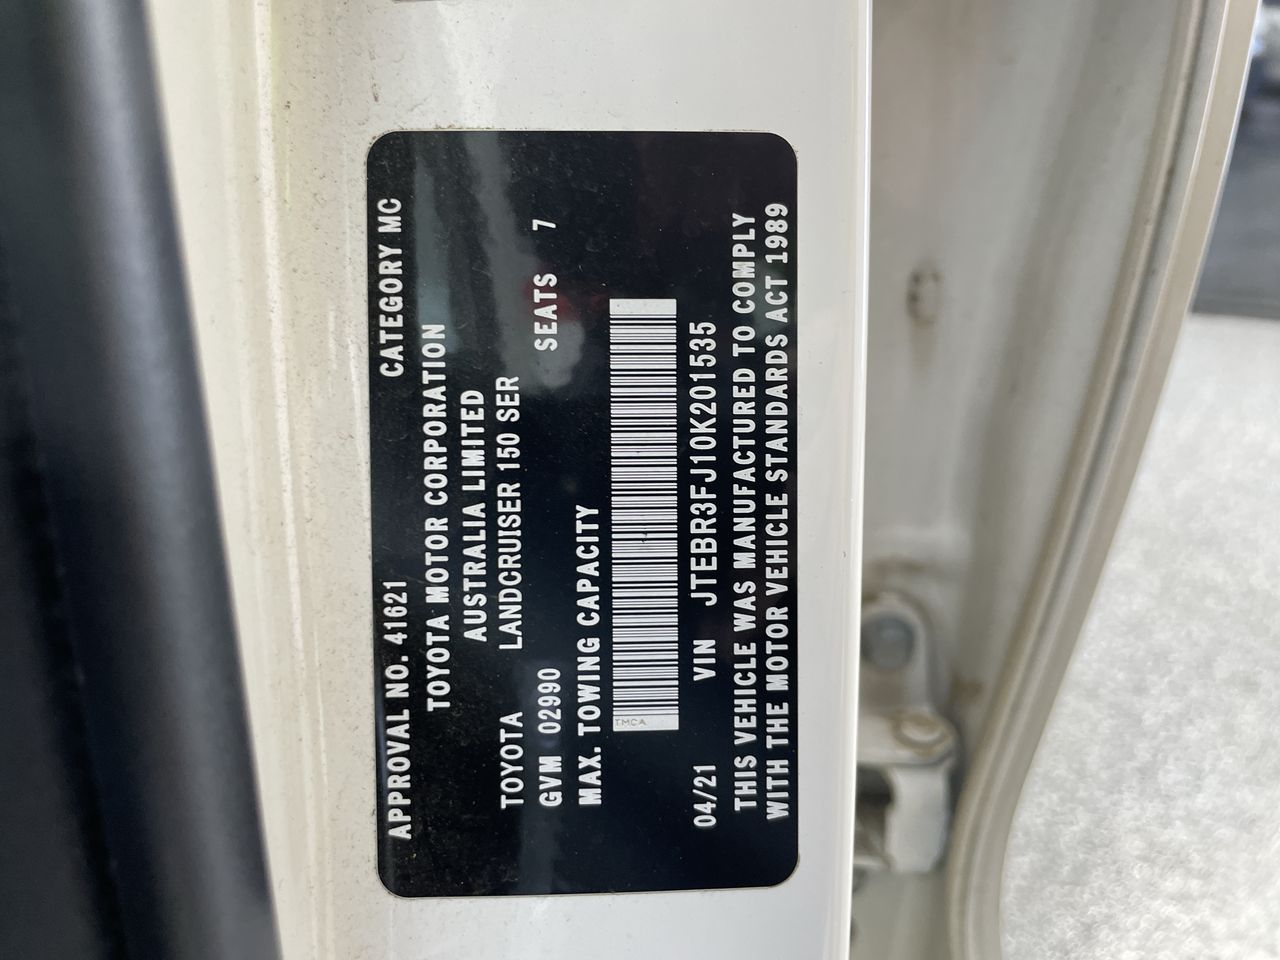 APPROVAL NO. 41621 CATEGORY MC
TOYOTA MOTOR CORPORATION
AUSTRALIA LIMITED
TOYOTA LANDCRUISER 150 SER
GVM 02990 SEATS 7
MAX. TOWING CAPACITY
TMCA
04/21 VIN JTEBR3FJ10K201535
THIS VEHICLE WAS MANUFACTURED TO COMPLY
WITH THE MOTOR VEHICLE STANDARDS ACT 1989